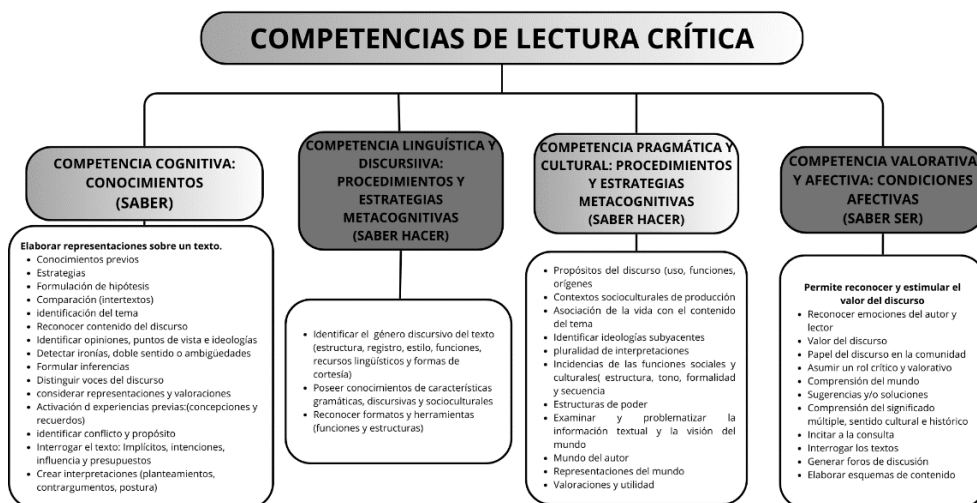 COMPETENCIAS DE LECTURA CRÍTICA
COMPETENCIA COGNITIVA:
CONOCIMIENTOS
(SABER)
Elaborar representaciones sobre un texto.
• Conocimientos previos
• Estrategias
• Formulación de hipótesis
• Comparación (intertextos)
• identificación del tema
• Reconocer contenido del discurso
• Identificar opiniones, puntos de vista e ideologías
• Detectar ironías, doble sentido o ambigüedades
• Formular inferencias
• Distinguir voces del discurso
• considerar representaciones y valoraciones
• Activación d experiencias previas:(concepciones y
recuerdos)
• identificar conflicto y propósito
• Interrogar el texto: Implícitos, intenciones,
influencia y presupuestos
• Crear interpretaciones (planteamientos,
contrargumentos, postura)
COMPETENCIA LINGUÍSTICA Y
DISCURSIIVA:
PROCEDIMIENTOS Y
ESTRATEGIAS
METACOGNITIVAS
(SABER HACER)
• Identificar el género discursivo del texto
(estructura, registro, estilo, funciones,
recursos lingüísticos y formas de
cortesía)
• Poseer conocimientos de características
gramáticas, discursivas y socioculturales
• Reconocer formatos y herramientas
(funciones y estructuras)
COMPETENCIA PRAGMÁTICA Y
CULTURAL: PROCEDIMIENTOS
Y ESTRATEGIAS
METACOGNITIVAS
(SABER HACER)
• Propósitos del discurso (uso, funciones,
orígenes
• Contextos socioculturales de producción
• Asociación de la vida con el contenido
del tema
• Identificar ideologías subyacentes
• pluralidad de interpretaciones
• Incidencias de las funciones sociales y
culturales( estructura, tono, formalidad
y secuencia
• Estructuras de poder
• Examinar y problematizar la
información textual y la visión del
mundo
• Mundo del autor
• Representaciones del mundo
• Valoraciones y utilidad
COMPETENCIA VALORATIVA
Y AFECTIVA: CONDICIONES
AFECTIVAS
(SABER SER)
Permite reconocer y estimular el
valor del discurso
• Reconocer emociones del autor y
lector
• Valor del discurso
• Papel del discurso en la comunidad
• Asumir un rol crítico y valorativo
• Comprensión del mundo
• Sugerencias y/o soluciones
• Comprensión del significado
múltiple, sentido cultural e histórico
• Incitar a la consulta
• Interrogar los textos
• Generar foros de discusión
• Elaborar esquemas de contenido